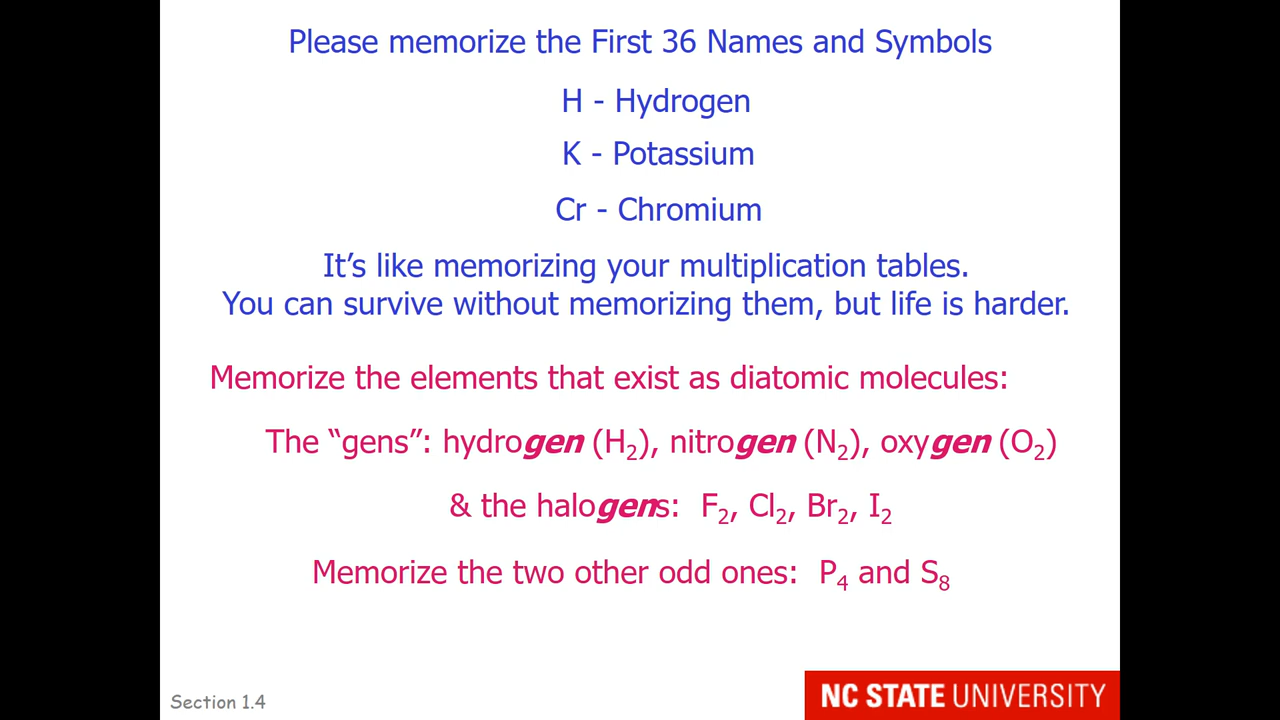 Please memorize the First 36 Names and Symbols
H - Hydrogen
K - Potassium
Cr - Chromium
It’s like memorizing your multiplication tables.
You can survive without memorizing them, but life is harder.
Memorize the elements that exist as diatomic molecules:
The “gens”: hydrogen (H₂), nitrogen (N₂), oxygen (O₂)
& the halogens: F₂, Cl₂, Br₂, I₂
Memorize the two other odd ones: P₄ and S₈
Section 1.4
NC STATE UNIVERSITY